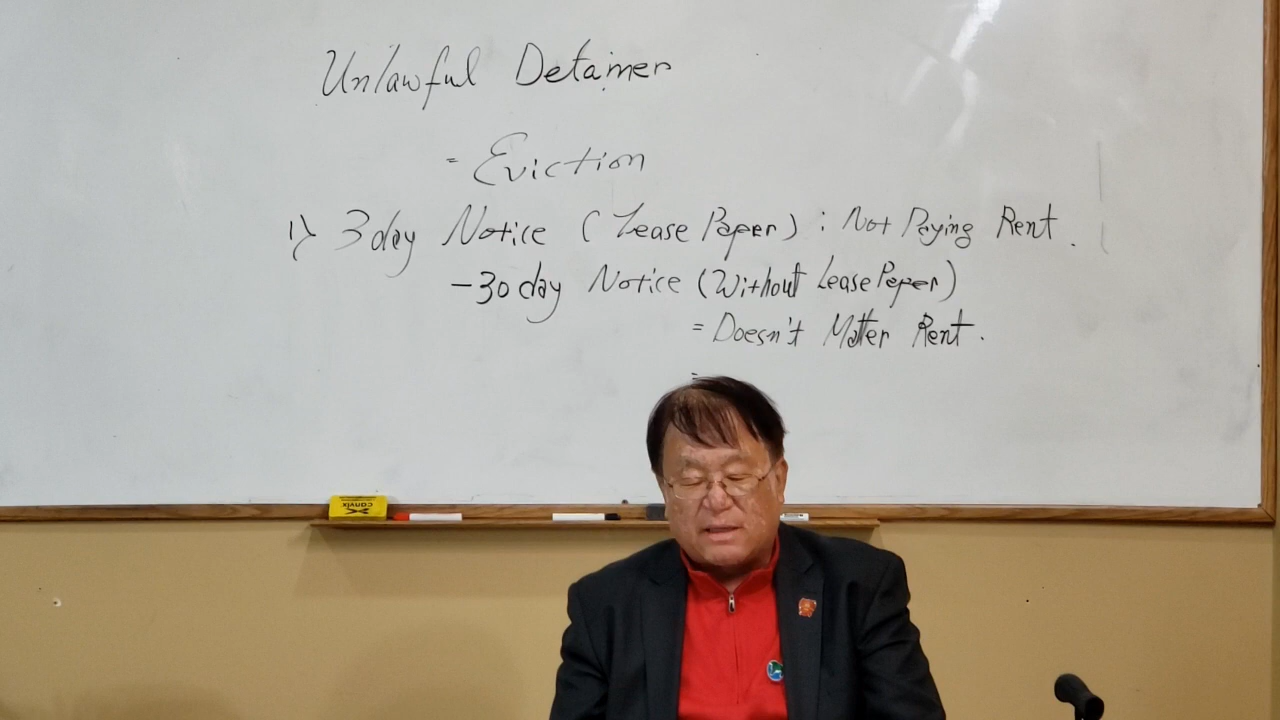 Unlawful Detainer
= Eviction
1> 3 day Notice (Lease Paper) : Not Paying Rent.
- 30 day Notice (Without Lease Paper)
= Doesn't Matter Rent.
=
canvix